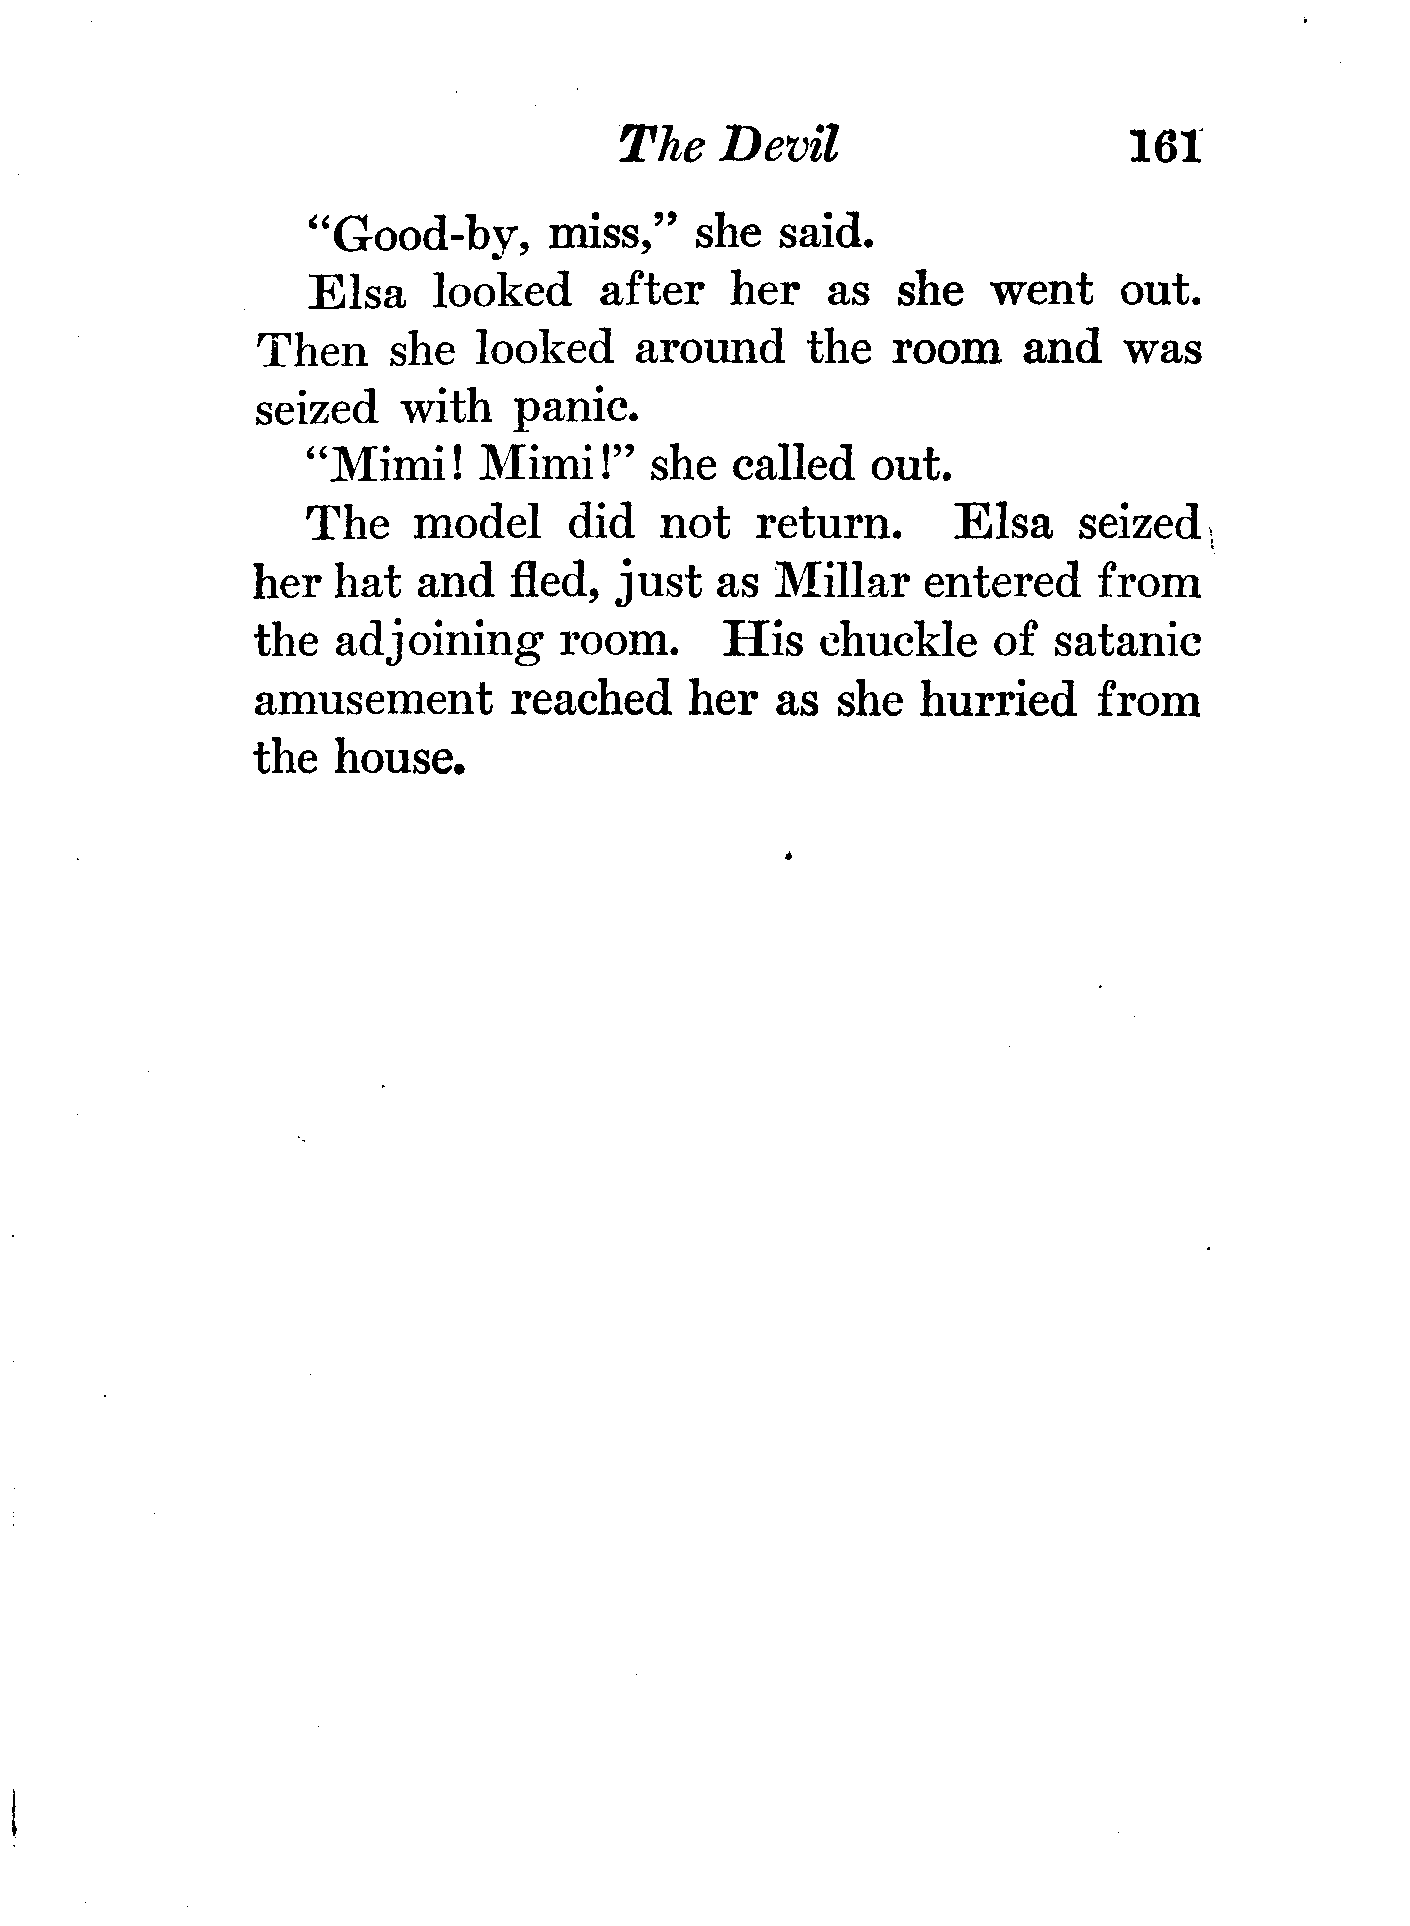 The Devil 161
“Good-by, miss,” she said.
Elsa looked after her as she went out.
Then she looked around the room and was
seized with panic.
“Mimi! Mimi!” she called out.
The model did not return. Elsa seized
her hat and fled, just as Millar entered from
the adjoining room. His chuckle of satanic
amusement reached her as she hurried from
the house.